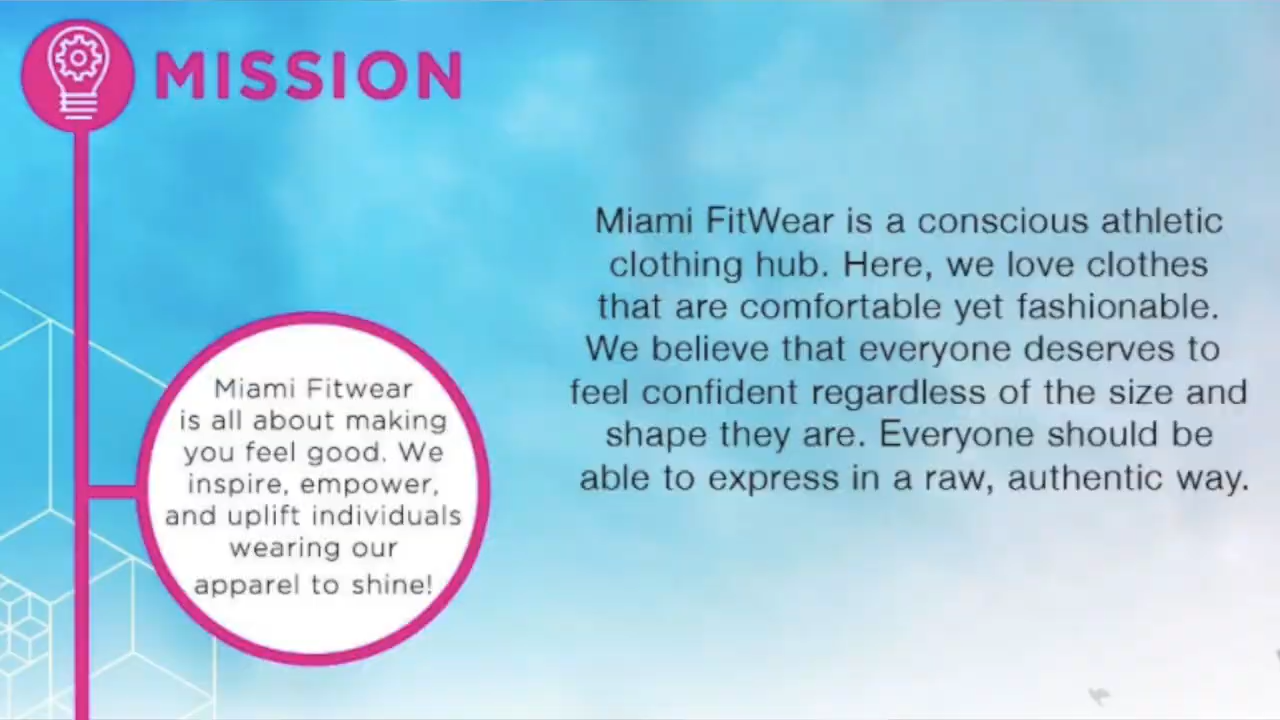 MISSION
Miami Fitwear
is all about making
you feel good. We
inspire, empower,
and uplift individuals
wearing our
apparel to shine!
Miami FitWear is a conscious athletic
clothing hub. Here, we love clothes
that are comfortable yet fashionable.
We believe that everyone deserves to
feel confident regardless of the size and
shape they are. Everyone should be
able to express in a raw, authentic way.